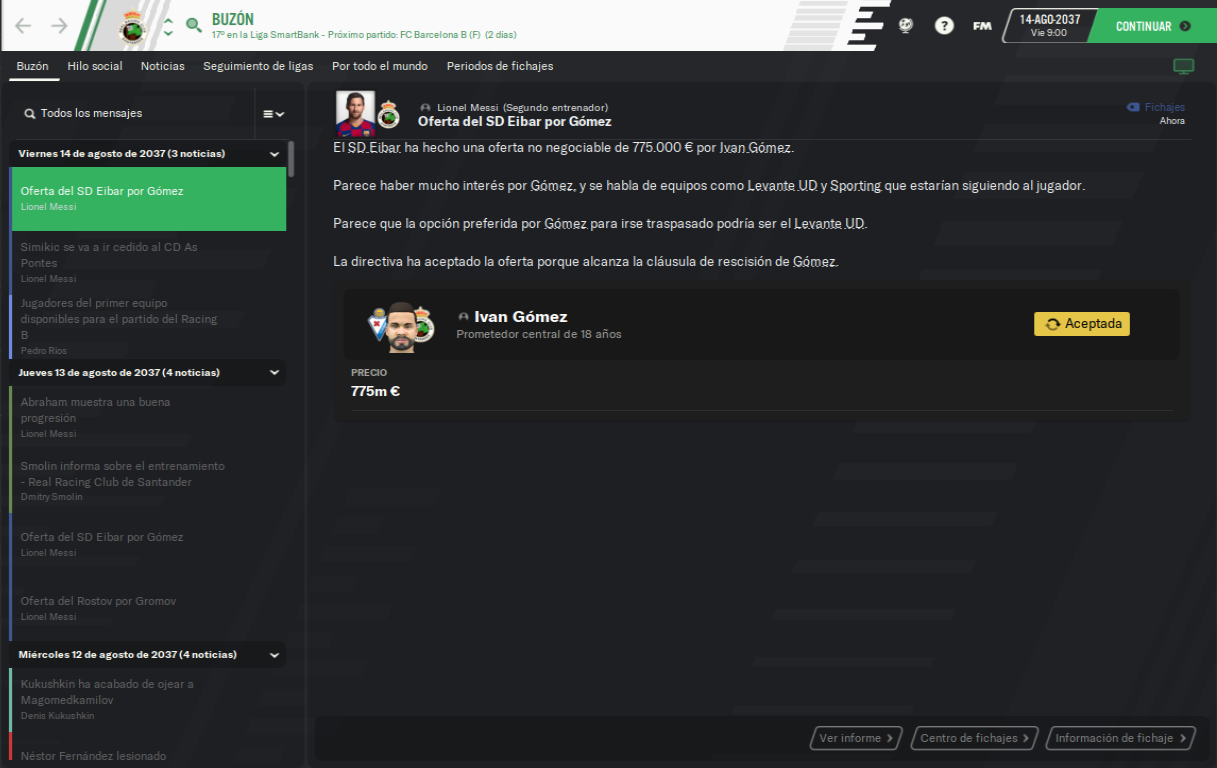 BUZÓN
17º en la Liga SmartBank - Próximo partido: FC Barcelona B (F) (2 días)
?
FM
14-AGO-2037
Vie 9:00
CONTINUAR
Buzón
Hilo social
Noticias
Seguimiento de ligas
Por todo el mundo
Periodos de fichajes
Todos los mensajes
Viernes 14 de agosto de 2037 (3 noticias)
Oferta del SD Eibar por Gómez
Lionel Messi
Simikic se va a ir cedido al CD As
Pontes
Lionel Messi
Jugadores del primer equipo
disponibles para el partido del Racing
B
Pedro Ríos
Jueves 13 de agosto de 2037 (4 noticias)
Abraham muestra una buena
progresión
Lionel Messi
Smolin informa sobre el entrenamiento
- Real Racing Club de Santander
Dmitry Smolin
Oferta del SD Eibar por Gómez
Lionel Messi
Oferta del Rostov por Gromov
Lionel Messi
Miércoles 12 de agosto de 2037 (4 noticias)
Kukushkin ha acabado de ojear a
Magomedkamilov
Denis Kukushkin
Néstor Fernández lesionado
Lionel Messi (Segundo entrenador)
Oferta del SD Eibar por Gómez
Fichajes
Ahora
El SD Eibar ha hecho una oferta no negociable de 775.000 € por Ivan Gómez.
Parece haber mucho interés por Gómez, y se habla de equipos como Levante UD y Sporting que estarían siguiendo al jugador.
Parece que la opción preferida por Gómez para irse traspasado podría ser el Levante UD.
La directiva ha aceptado la oferta porque alcanza la cláusula de rescisión de Gómez.
Ivan Gómez
Prometedor central de 18 años
Aceptada
PRECIO
775m €
Ver informe
Centro de fichajes
Información de fichaje